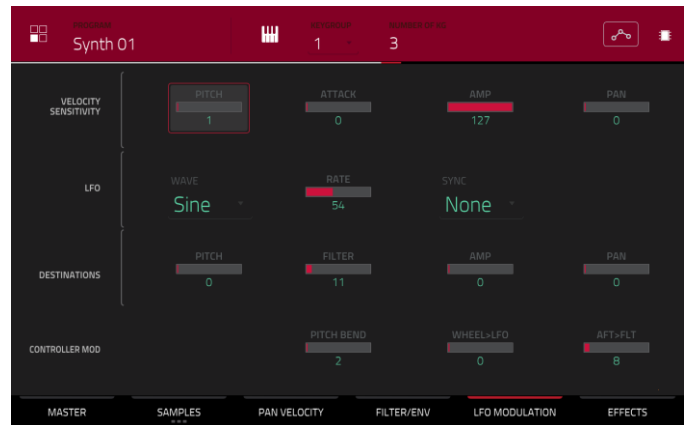 PROGRAM KEYGROUP NUMBER OF KG
Synth 01 1 3
VELOCITY SENSITIVITY PITCH ATTACK AMP PAN
1 0 127 0
LFO WAVE RATE SYNC
Sine 54 None
DESTINATIONS PITCH FILTER AMP PAN
0 11 0 0
CONTROLLER MOD PITCH BEND WHEEL>LFO AFT>FLT
2 0 8
MASTER SAMPLES PAN VELOCITY FILTER/ENV LFO MODULATION EFFECTS